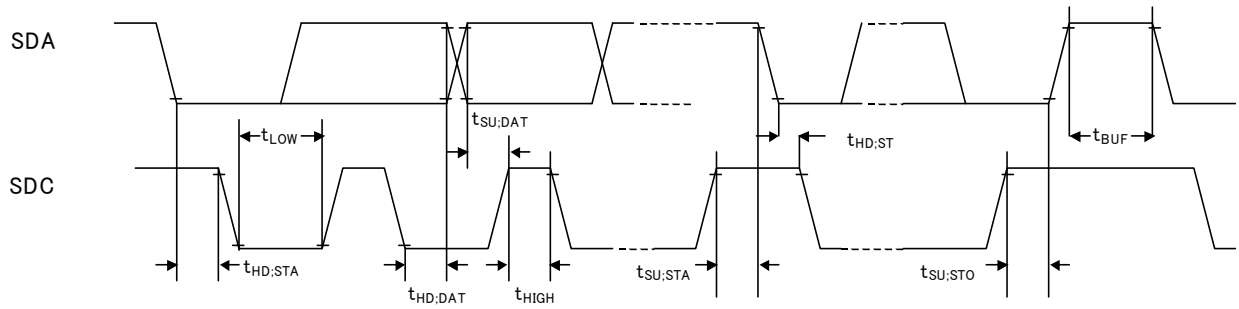 SDA
tSU;DAT
tLOW
tHD;ST
tBUF
SDC
tHD;STA
tHD;DAT
tHIGH
tSU;STA
tSU;STO